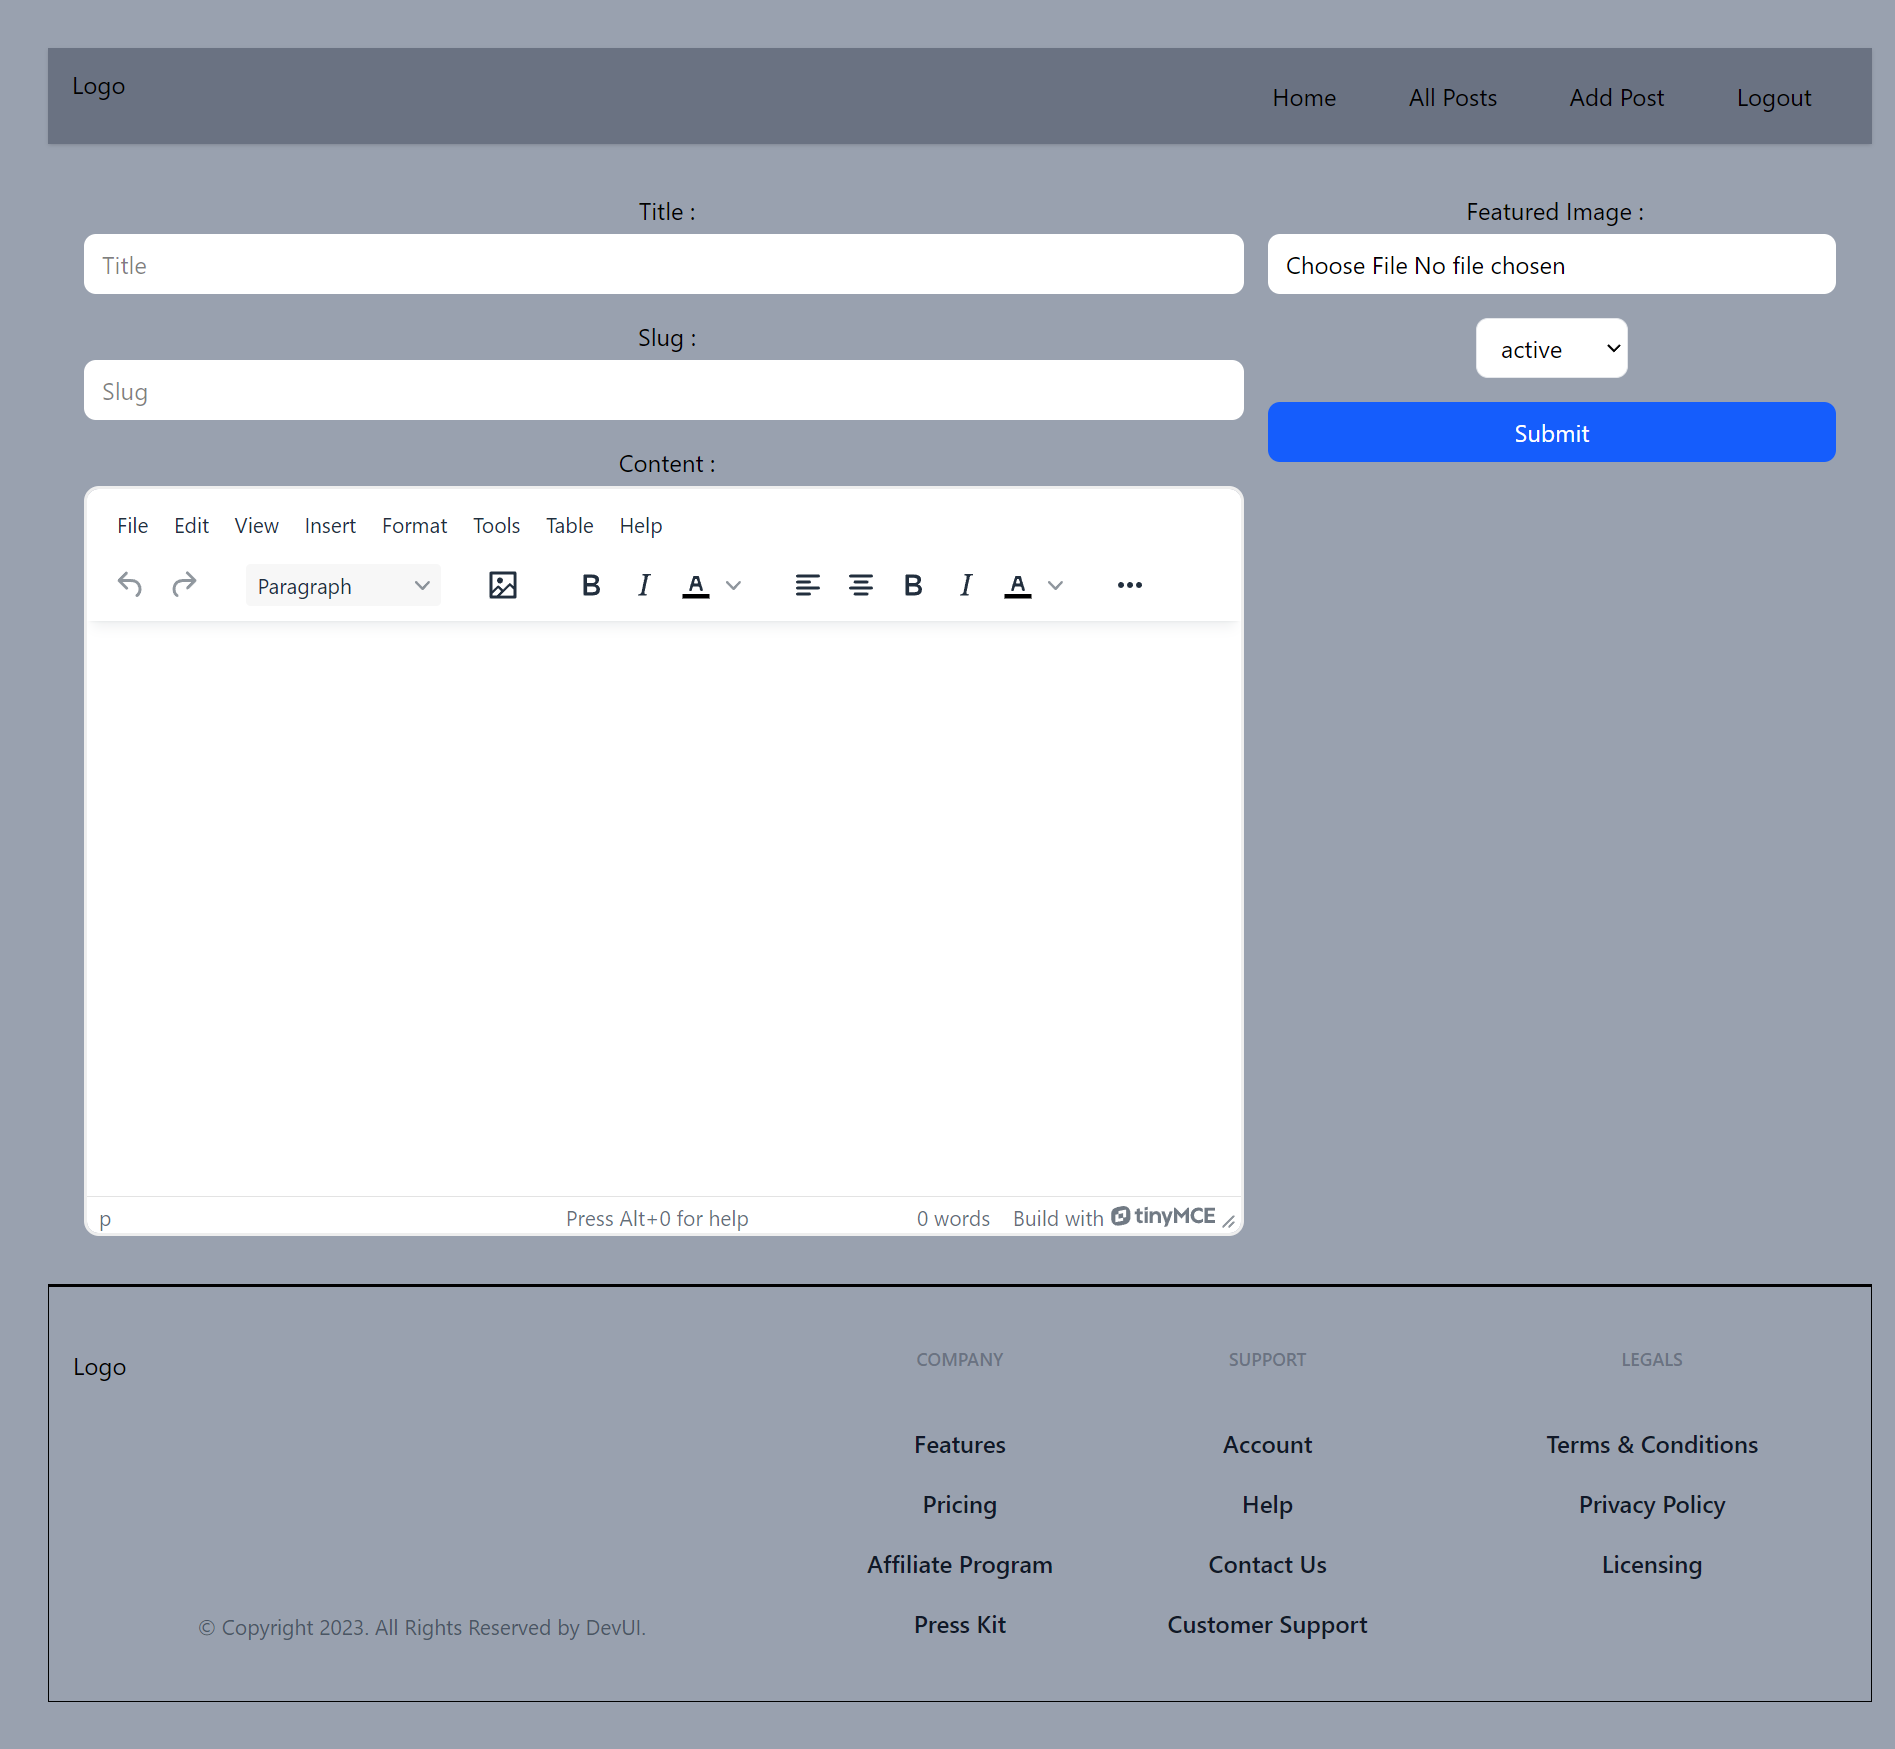 Logo
Home All Posts Add Post Logout
Title :
Title
Slug :
Slug
Content :
File Edit View Insert Format Tools Table Help
Paragraph B I A B I A
p Press Alt+0 for help 0 words Build with tinyMCE
Featured Image :
Choose File No file chosen
active
Submit
Logo
© Copyright 2023. All Rights Reserved by DevUI.
COMPANY
Features
Pricing
Affiliate Program
Press Kit
SUPPORT
Account
Help
Contact Us
Customer Support
LEGALS
Terms & Conditions
Privacy Policy
Licensing